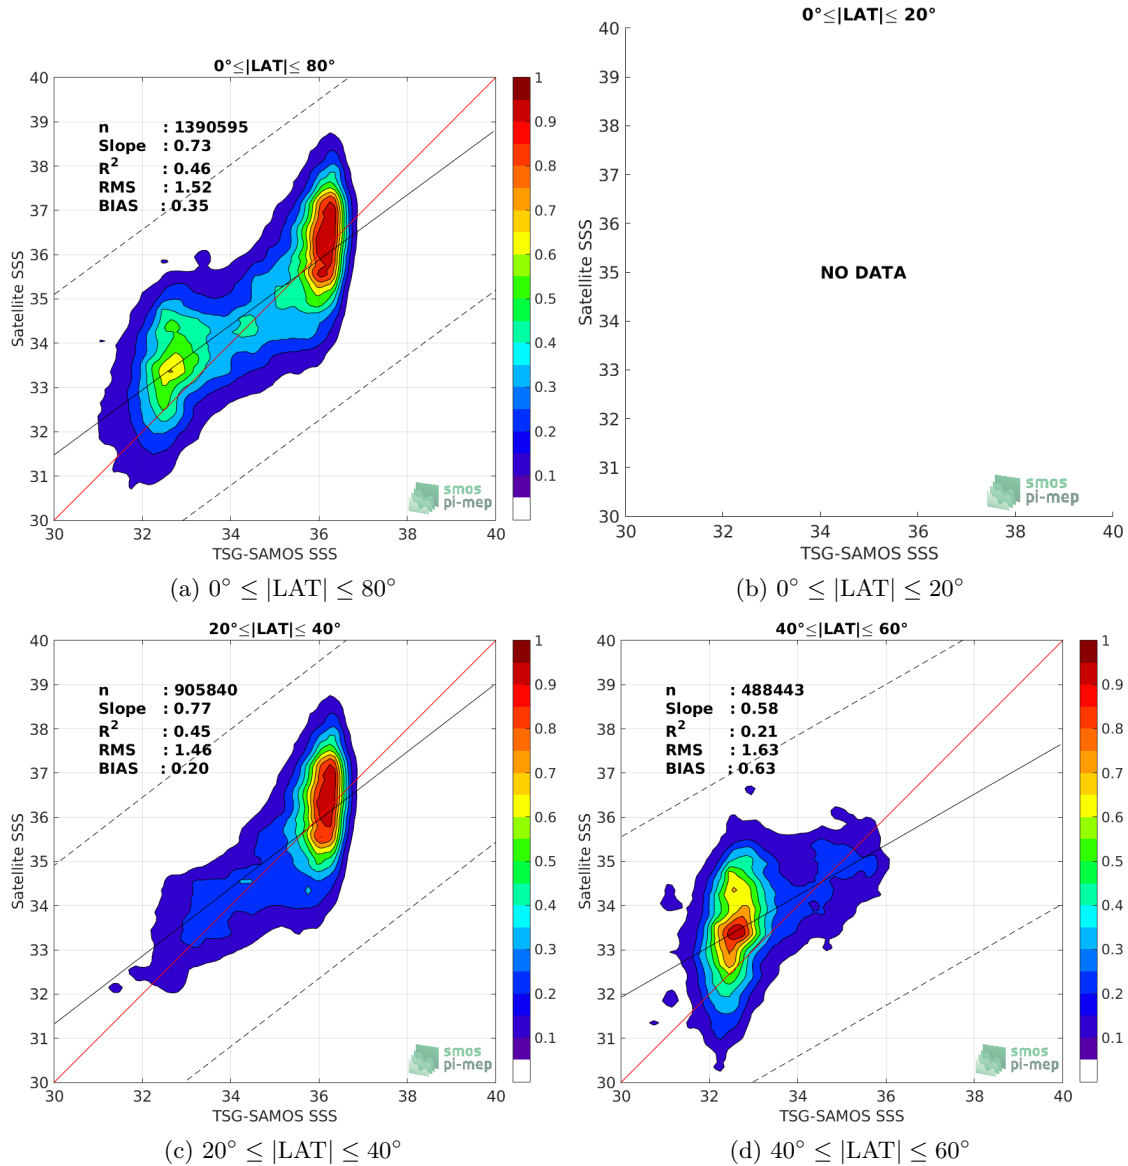 0°≤|LAT|≤ 80°
n : 1390595
Slope : 0.73
R² : 0.46
RMS : 1.52
BIAS : 0.35
40
39
38
37
36
35
34
33
32
31
30
Satellite SSS
30 32 34 36 38 40
TSG-SAMOS SSS
1
0.9
0.8
0.7
0.6
0.5
0.4
0.3
0.2
0.1
smos
pi-mep
(a) 0° ≤ |LAT| ≤ 80°
0°≤|LAT|≤ 20°
40
39
38
37
36
35
34
33
32
31
30
Satellite SSS
NO DATA
smos
pi-mep
30 32 34 36 38 40
TSG-SAMOS SSS
(b) 0° ≤ |LAT| ≤ 20°
20°≤|LAT|≤ 40°
n : 905840
Slope : 0.77
R² : 0.45
RMS : 1.46
BIAS : 0.20
40
39
38
37
36
35
34
33
32
31
30
Satellite SSS
30 32 34 36 38 40
TSG-SAMOS SSS
1
0.9
0.8
0.7
0.6
0.5
0.4
0.3
0.2
0.1
smos
pi-mep
(c) 20° ≤ |LAT| ≤ 40°
40°≤|LAT|≤ 60°
n : 488443
Slope : 0.58
R² : 0.21
RMS : 1.63
BIAS : 0.63
40
39
38
37
36
35
34
33
32
31
30
Satellite SSS
30 32 34 36 38 40
TSG-SAMOS SSS
1
0.9
0.8
0.7
0.6
0.5
0.4
0.3
0.2
0.1
smos
pi-mep
(d) 40° ≤ |LAT| ≤ 60°